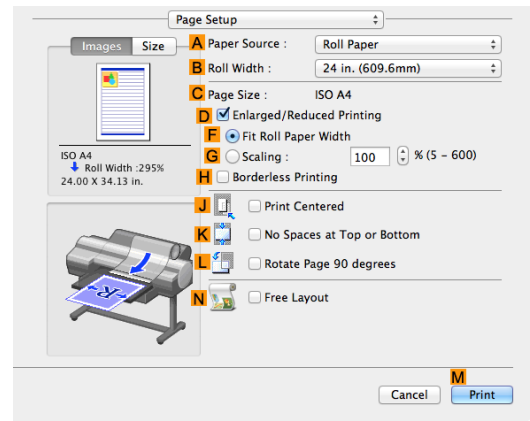 Page Setup
Images Size
A Paper Source : Roll Paper
B Roll Width : 24 in. (609.6mm)
C Page Size : ISO A4
D Enlarged/Reduced Printing
F Fit Roll Paper Width
G Scaling : 100 % (5 - 600)
H Borderless Printing
ISO A4
Roll Width :295%
24.00 X 34.13 in.
J Print Centered
K No Spaces at Top or Bottom
L Rotate Page 90 degrees
N Free Layout
R
M
Cancel Print